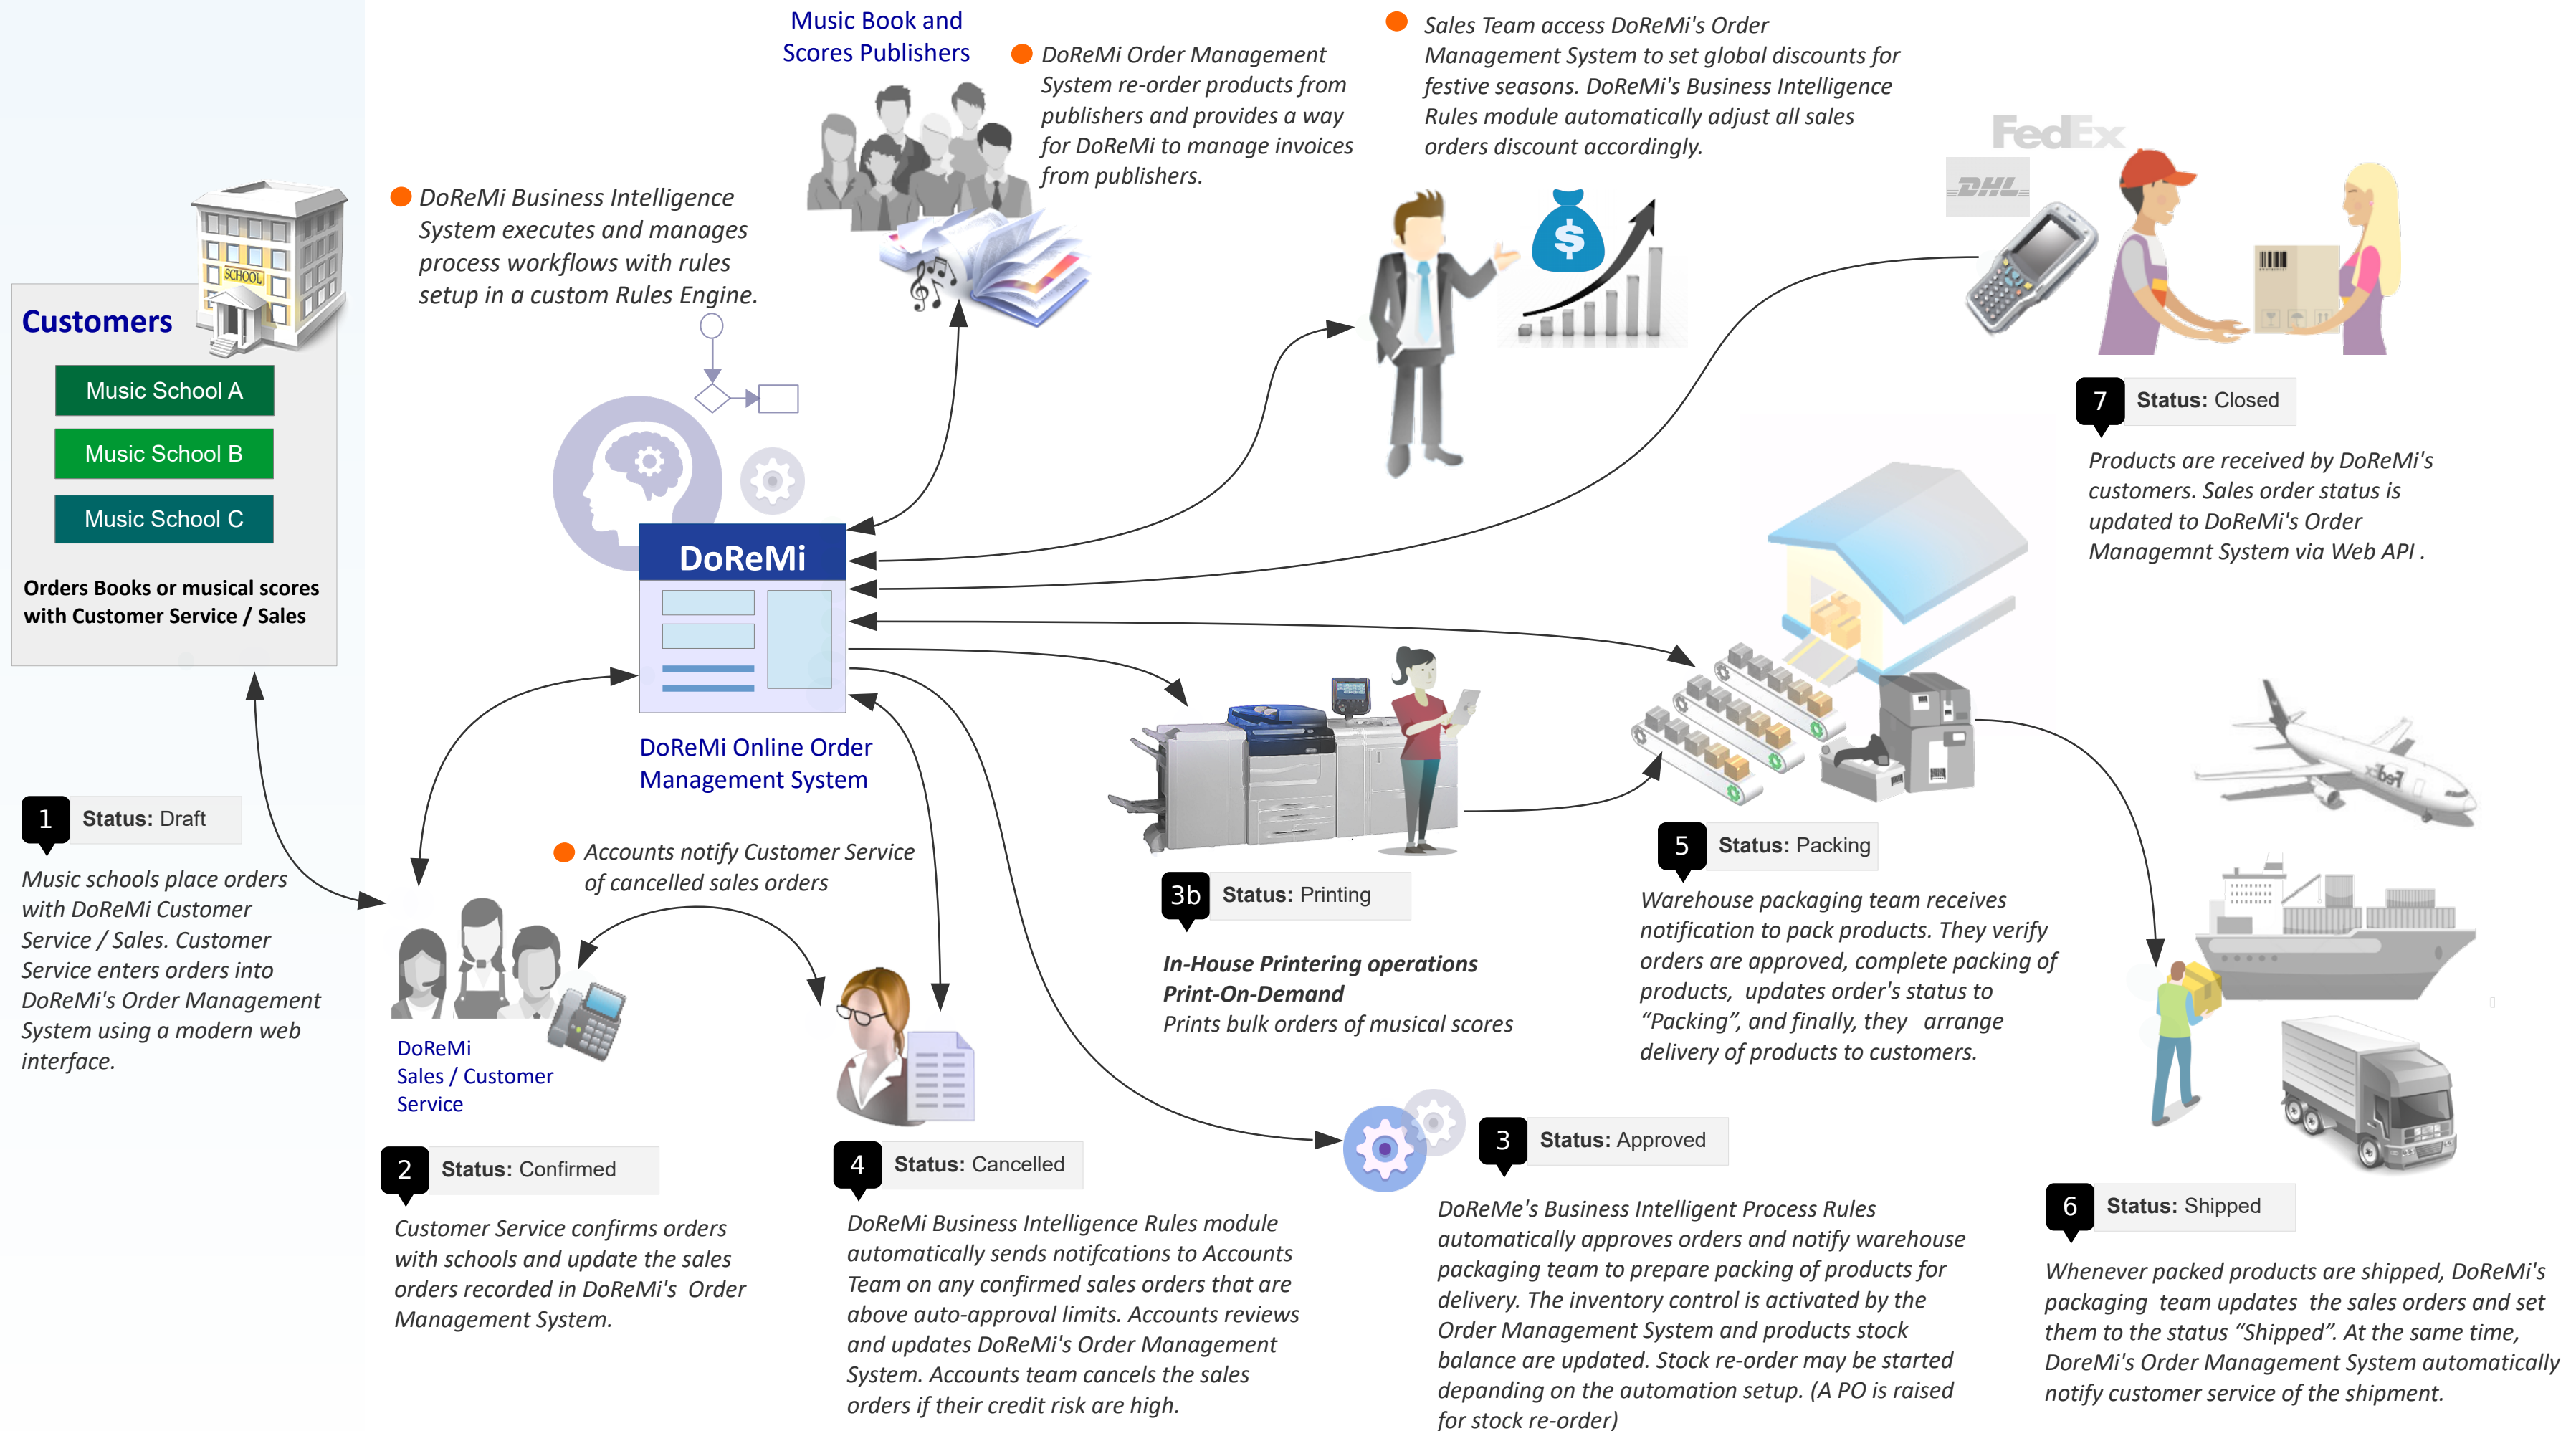 Music Book and
Scores Publishers
DoReMi Order Management
System re-order products from
publishers and provides a way
for DoReMi to manage invoices
from publishers.
Sales Team access DoReMi's Order
Management System to set global discounts for
festive seasons. DoReMi's Business Intelligence
Rules module automatically adjust all sales
orders discount accordingly.
FedEx
DHL
DoReMi Business Intelligence
System executes and manages
process workflows with rules
setup in a custom Rules Engine.
SCHOOL
Customers
Music School A
Music School B
Music School C
Orders Books or musical scores
with Customer Service / Sales
$
7
Status: Closed
Products are received by DoReMi's
customers. Sales order status is
updated to DoReMi's Order
Managemnt System via Web API .
DoReMi
DoReMi Online Order
Management System
1
Status: Draft
Music schools place orders
with DoReMi Customer
Service / Sales. Customer
Service enters orders into
DoReMi's Order Management
System using a modern web
interface.
Accounts notify Customer Service
of cancelled sales orders
DoReMi
Sales / Customer
Service
2
Status: Confirmed
Customer Service confirms orders
with schools and update the sales
orders recorded in DoReMi's Order
Management System.
4
Status: Cancelled
DoReMi Business Intelligence Rules module
automatically sends notifcations to Accounts
Team on any confirmed sales orders that are
above auto-approval limits. Accounts reviews
and updates DoReMi's Order Management
System. Accounts team cancels the sales
orders if their credit risk are high.
3b
Status: Printing
In-House Printering operations
Print-On-Demand
Prints bulk orders of musical scores
3
Status: Approved
DoReMe's Business Intelligent Process Rules
automatically approves orders and notify warehouse
packaging team to prepare packing of products for
delivery. The inventory control is activated by the
Order Management System and products stock
balance are updated. Stock re-order may be started
depanding on the automation setup. (A PO is raised
for stock re-order)
5
Status: Packing
Warehouse packaging team receives
notification to pack products. They verify
orders are approved, complete packing of
products, updates order's status to
“Packing”, and finally, they arrange
delivery of products to customers.
FedEx
6
Status: Shipped
Whenever packed products are shipped, DoReMi's
packaging team updates the sales orders and set
them to the status “Shipped”. At the same time,
DoreMi's Order Management System automatically
notify customer service of the shipment.